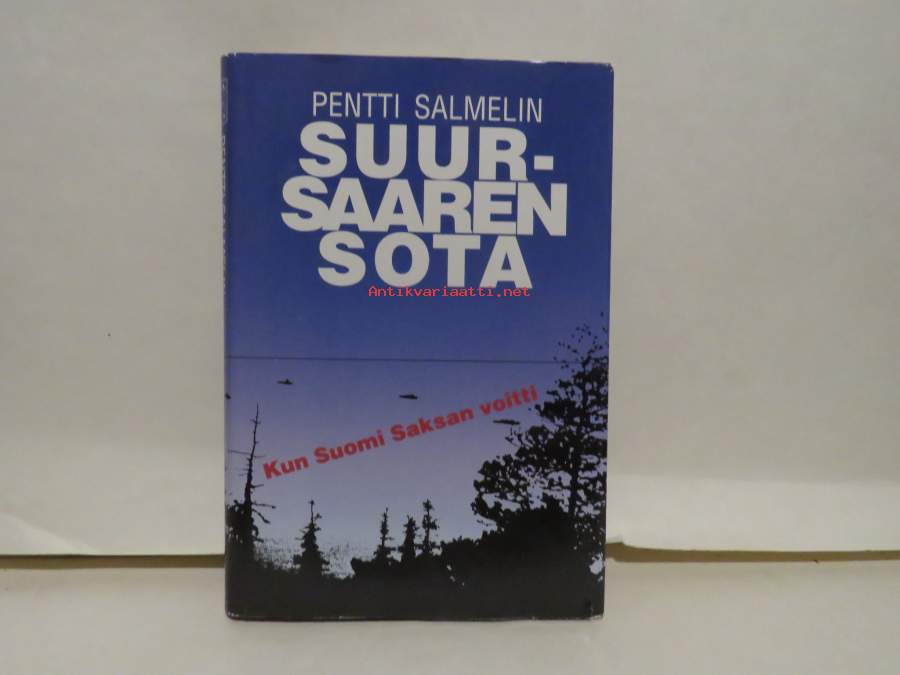 PENTTI SALMELIN
SUUR-
SAAREN
SOTA
Antikvariaatti.net
Kun Suomi Saksan voitti